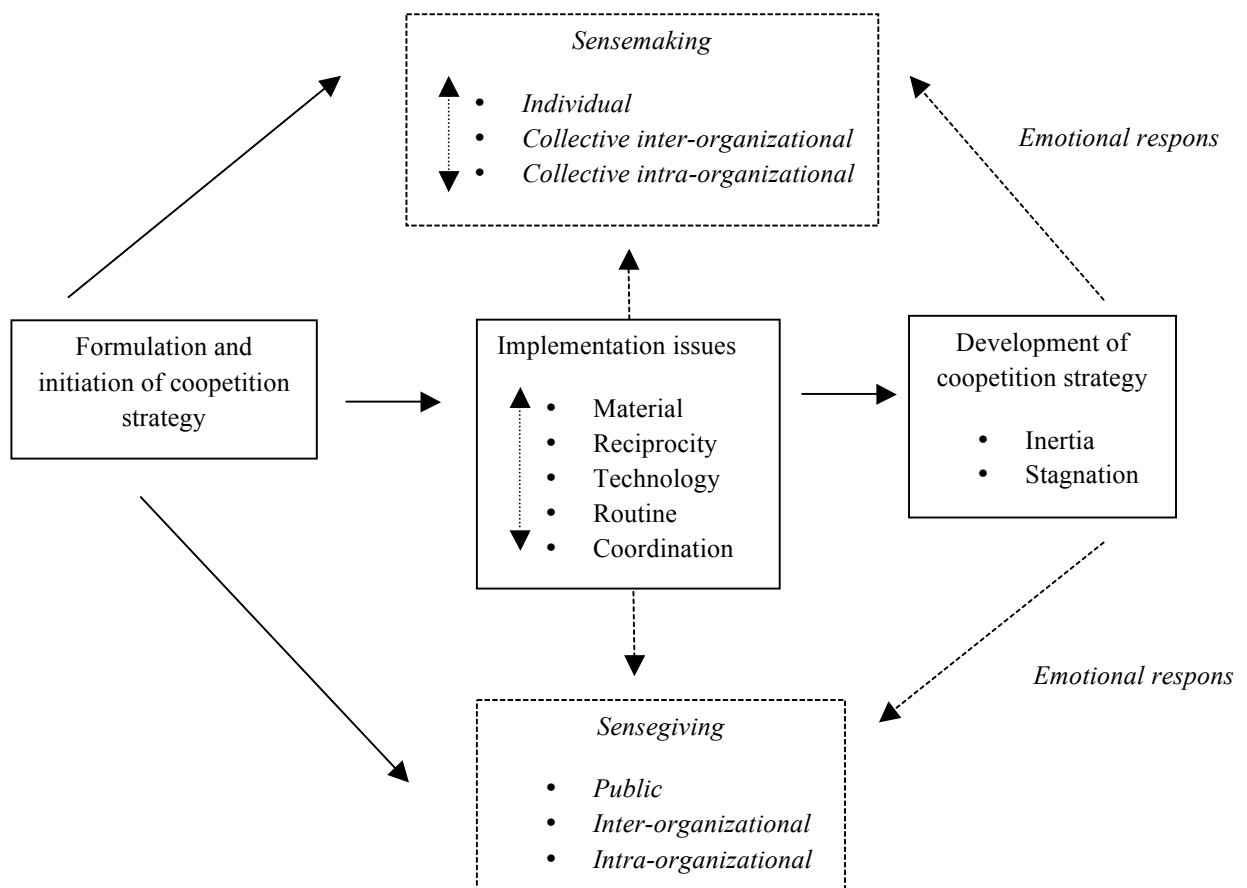 Sensemaking
• Individual
• Collective inter-organizational
• Collective intra-organizational
Emotional respons
Formulation and
initiation of coopetition
strategy
Implementation issues
• Material
• Reciprocity
• Technology
• Routine
• Coordination
Development of
coopetition strategy
• Inertia
• Stagnation
Emotional respons
Sensegiving
• Public
• Inter-organizational
• Intra-organizational